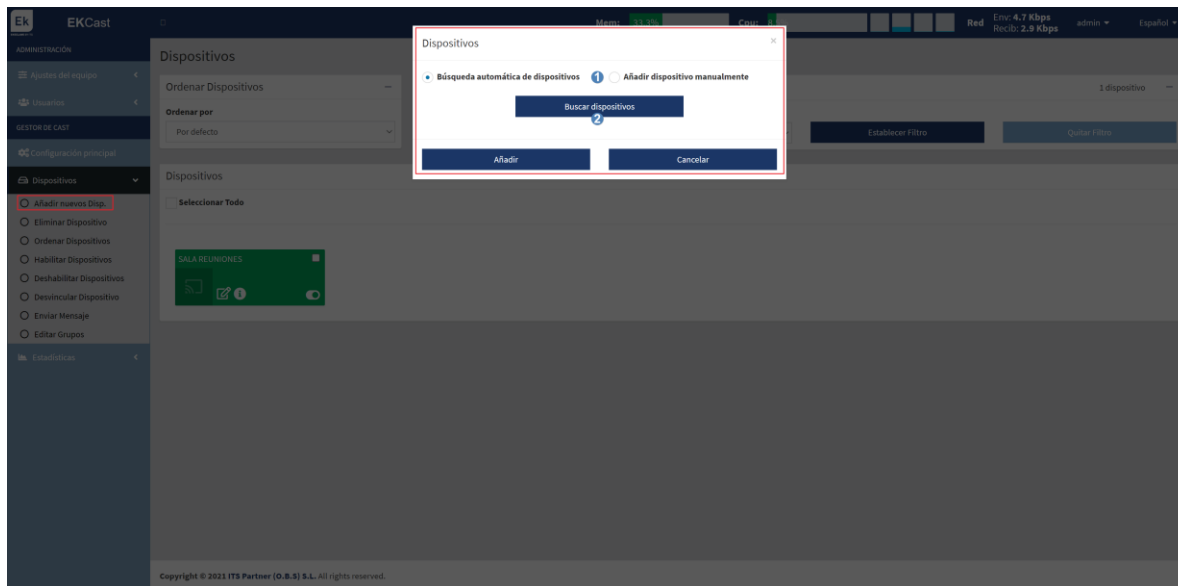 Ek
EKCast
Mem: 33.3%
Cpu:
Red
Env: 4.7 Kbps
Recib: 2.9 Kbps
admin
Español
ADMINISTRACIÓN
Ajustes del equipo
Usuarios
GESTOR DE CAST
Configuración principal
Dispositivos
Añadir nuevos Disp.
Eliminar Dispositivo
Ordenar Dispositivos
Habilitar Dispositivos
Deshabilitar Dispositivos
Desvincular Dispositivo
Enviar Mensaje
Editar Grupos
Estadísticas
Dispositivos
Ordenar Dispositivos
Ordenar por
Por defecto
1 dispositivo
Establecer Filtro
Quitar Filtro
Dispositivos
×
Búsqueda automática de dispositivos
1
Añadir dispositivo manualmente
Buscar dispositivos
2
Añadir
Cancelar
Dispositivos
Seleccionar Todo
SALA REUNIONES
Copyright © 2021 ITS Partner (O.B.S) S.L. All rights reserved.